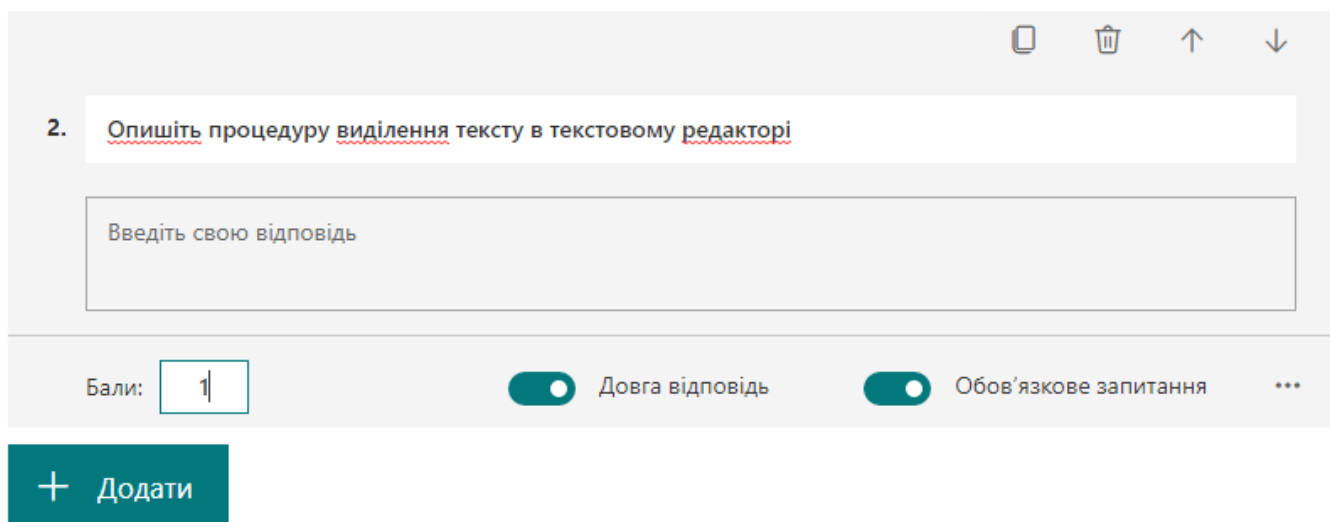 2. Опишіть процедуру виділення тексту в текстовому редакторі
Введіть свою відповідь
Бали: 1 Довга відповідь Обов’язкове запитання
Додати